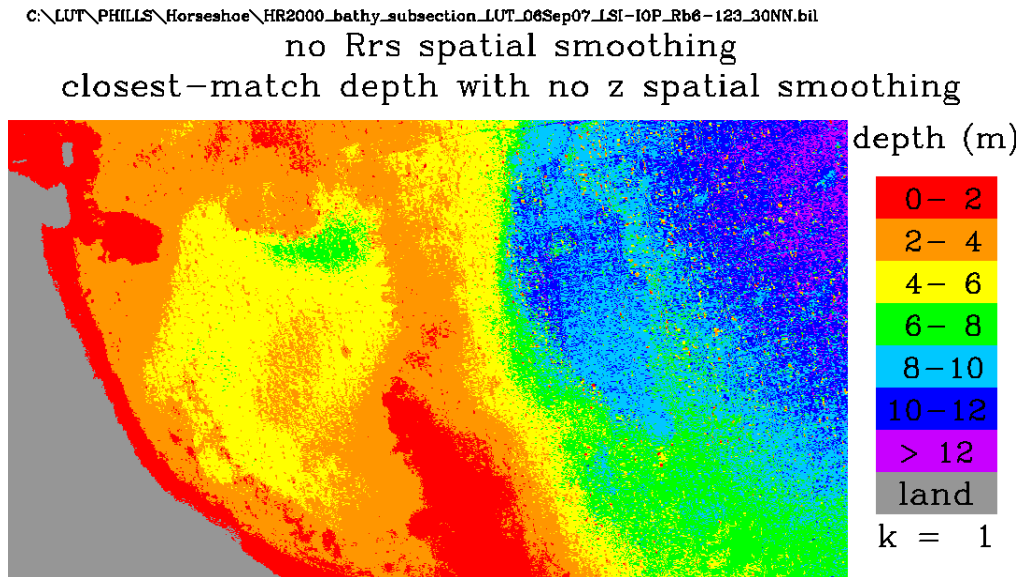 C:\LUT\PHILLS\Horseshoe\HR2000_bathy_subsection_LUT_06Sep07_LSI-IOP_Rb6-123_30NN.bil
no Rrs spatial smoothing
closest-match depth with no z spatial smoothing
depth (m)
0- 2
2- 4
4- 6
6- 8
8-10
10-12
> 12
land
k = 1